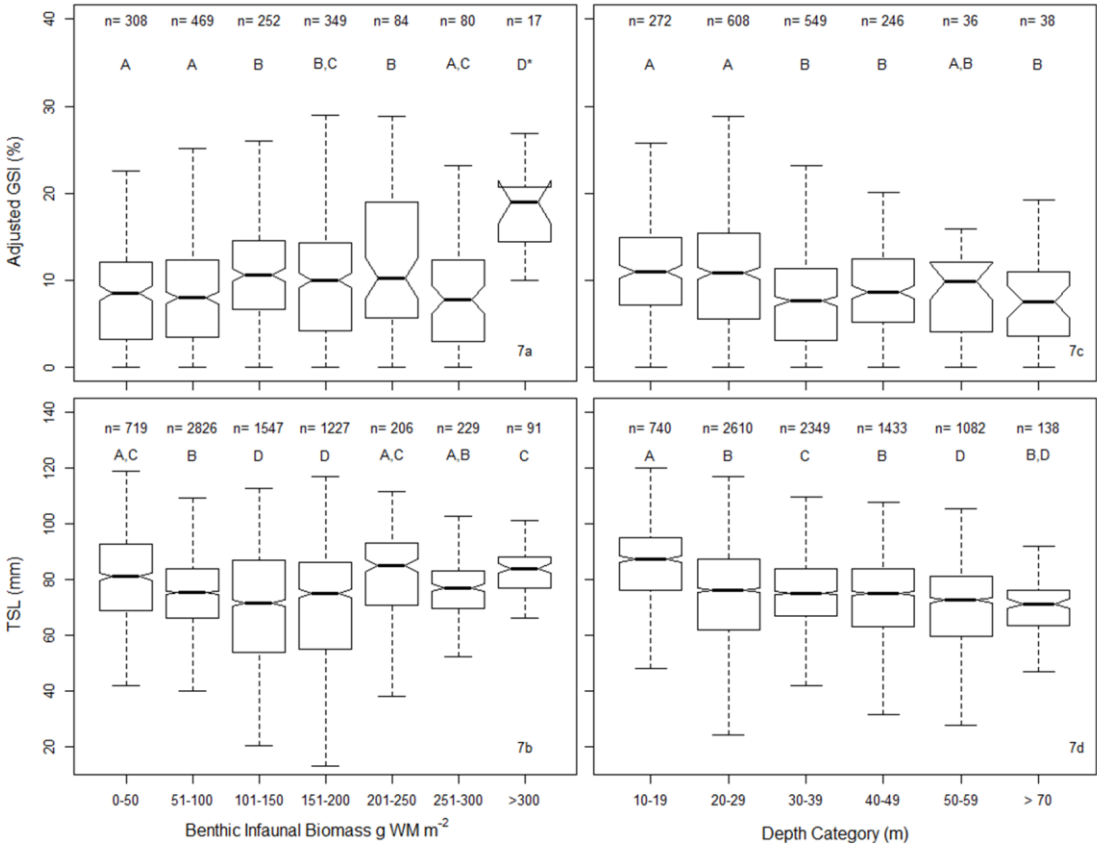 40
30
20
10
0
Adjusted GSI (%)
n= 308 n= 469 n= 252 n= 349 n= 84 n= 80 n= 17
A A B B,C B A,C D*
7a
n= 272 n= 608 n= 549 n= 246 n= 36 n= 38
A A B B A,B B
7c
140
120
100
80
60
40
20
TSL (mm)
n= 719 n= 2826 n= 1547 n= 1227 n= 206 n= 229 n= 91
A,C B D D A,C A,B C
7b
n= 740 n= 2610 n= 2349 n= 1433 n= 1082 n= 138
A B C B D B,D
7d
0-50 51-100 101-150 151-200 201-250 251-300 >300
Benthic Infaunal Biomass g WM m-2
10-19 20-29 30-39 40-49 50-59 > 70
Depth Category (m)